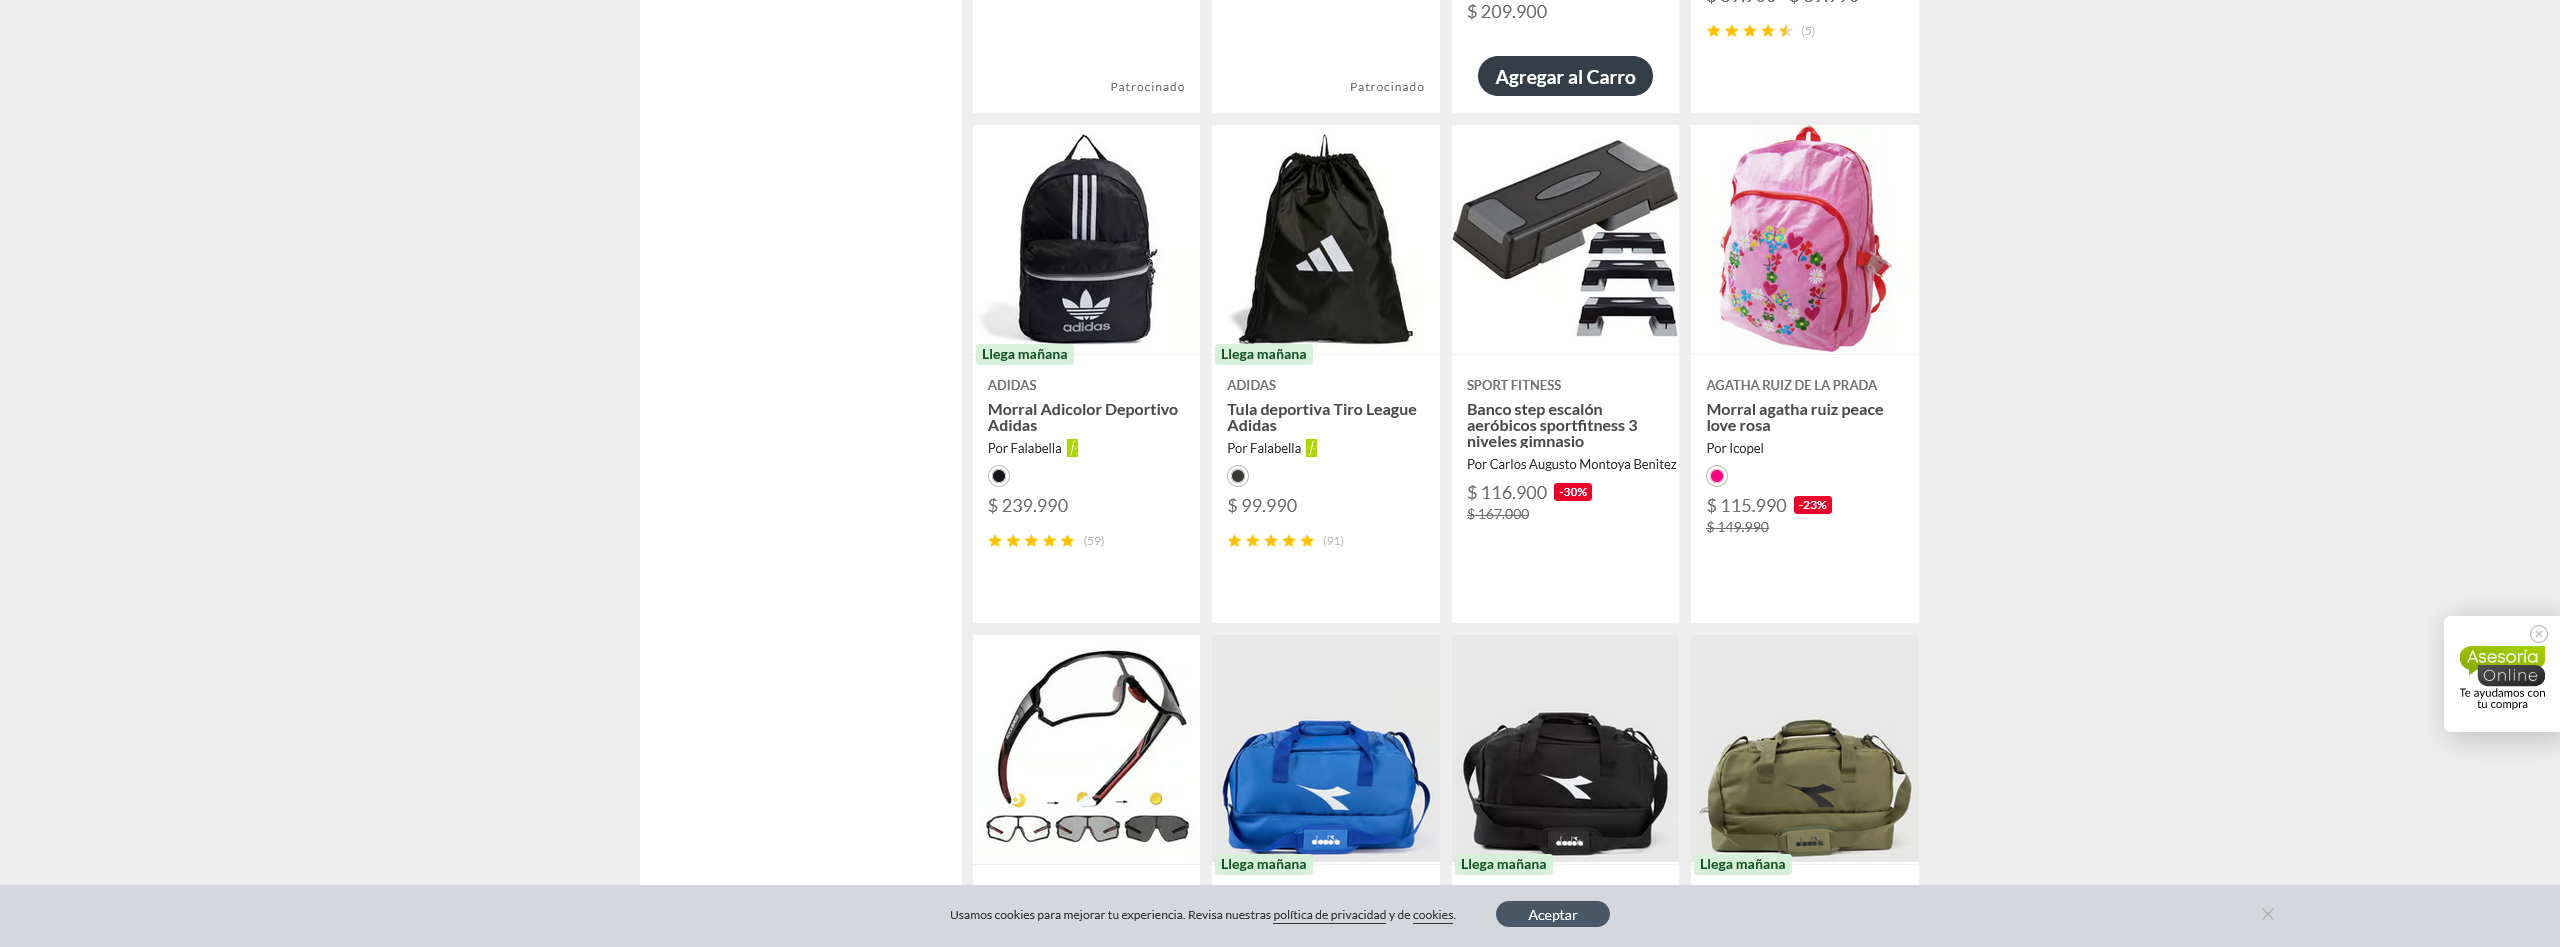 $ 209.900
(5)
Patrocinado
Patrocinado
Agregar al Carro
adidas
Llega mañana
Llega mañana
ADIDAS
Morral Adicolor Deportivo
Adidas
Por Falabella
$ 239.990
(59)
ADIDAS
Tula deportiva Tiro League
Adidas
Por Falabella
$ 99.990
(91)
SPORT FITNESS
Banco step escalón
aeróbicos sportfitness 3
niveles gimnasio
Por Carlos Augusto Montoya Benitez
$ 116.900 -30%
$ 167.000
AGATHA RUIZ DE LA PRADA
Morral agatha ruiz peace
love rosa
Por Icopel
$ 115.990 -23%
$ 149.990
diadora
diadora
diadora
Llega mañana
Llega mañana
Llega mañana
Asesoría
Online
Te ayudamos con
tu compra
Usamos cookies para mejorar tu experiencia. Revisa nuestras política de privacidad y de cookies.
Aceptar